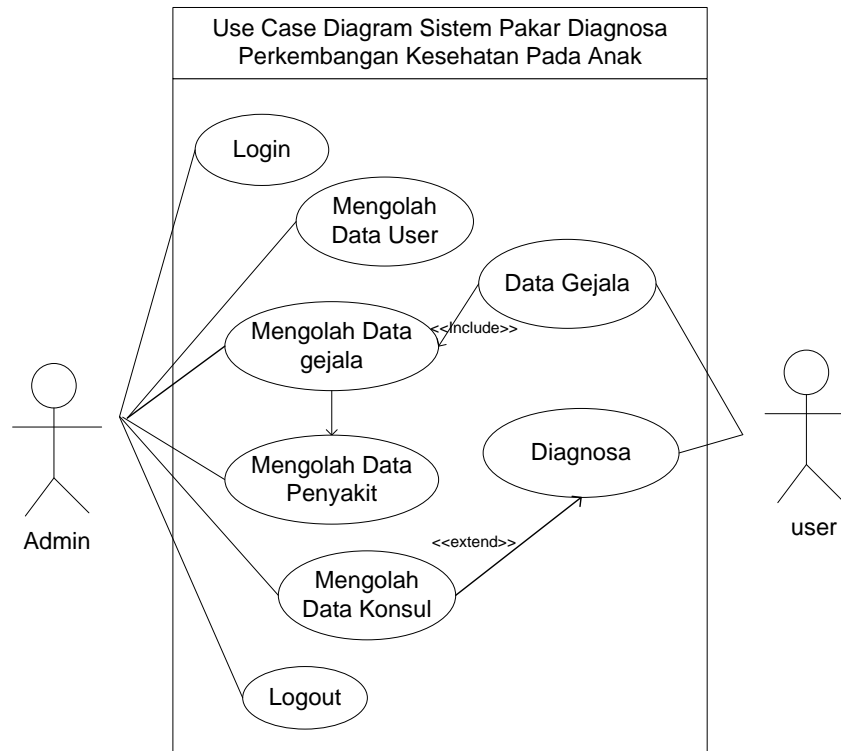 Use Case Diagram Sistem Pakar Diagnosa
Perkembangan Kesehatan Pada Anak
Login
Mengolah
Data User
Data Gejala
<<Include>>
Mengolah Data
gejala
Mengolah Data
Penyakit
Diagnosa
<<extend>>
Mengolah
Data Konsul
Logout
Admin
user